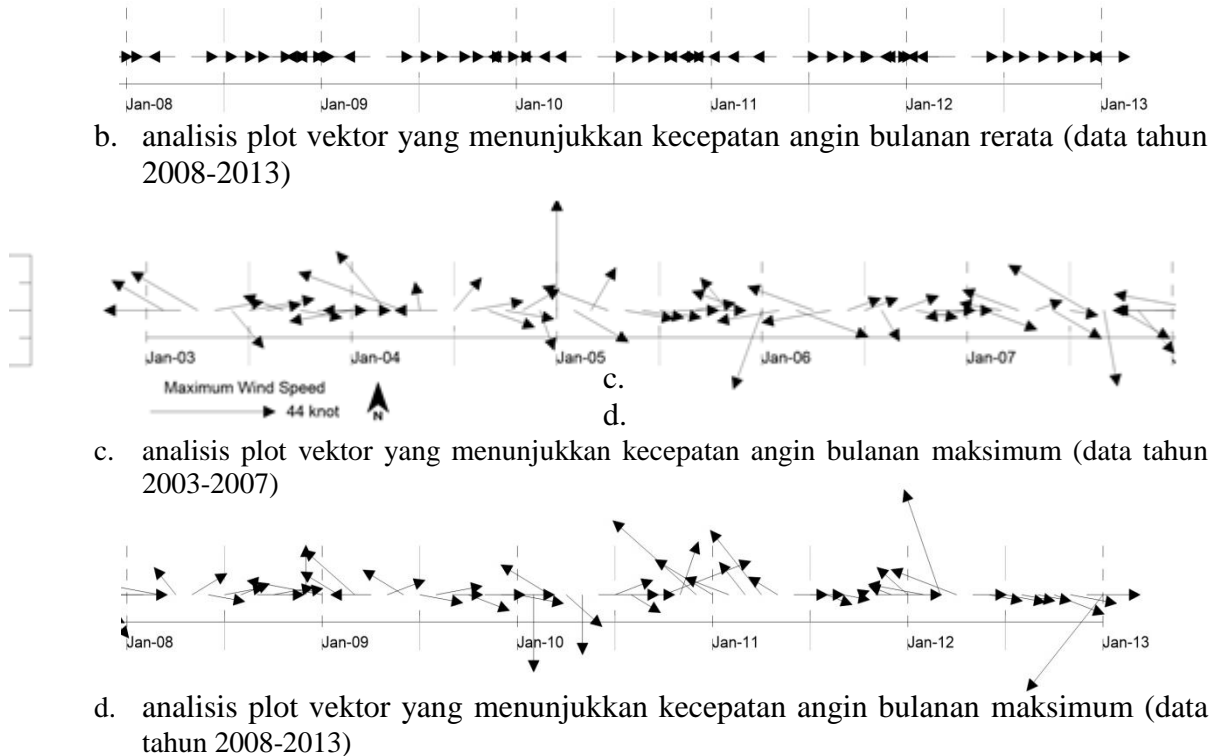 Jan-08 Jan-09 Jan-10 Jan-11 Jan-12 Jan-13
b. analisis plot vektor yang menunjukkan kecepatan angin bulanan rerata (data tahun
2008-2013)
Jan-03 Jan-04 Jan-05 Jan-06 Jan-07
c.
Maximum Wind Speed
44 knot
N
d.
c. analisis plot vektor yang menunjukkan kecepatan angin bulanan maksimum (data tahun
2003-2007)
Jan-08 Jan-09 Jan-10 Jan-11 Jan-12 Jan-13
d. analisis plot vektor yang menunjukkan kecepatan angin bulanan maksimum (data
tahun 2008-2013)